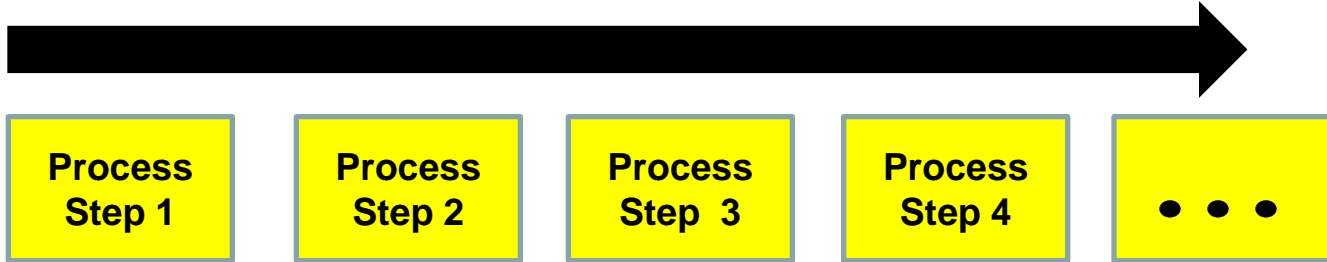 Process
Step 1
Process
Step 2
Process
Step  3
Process
Step 4
• • •